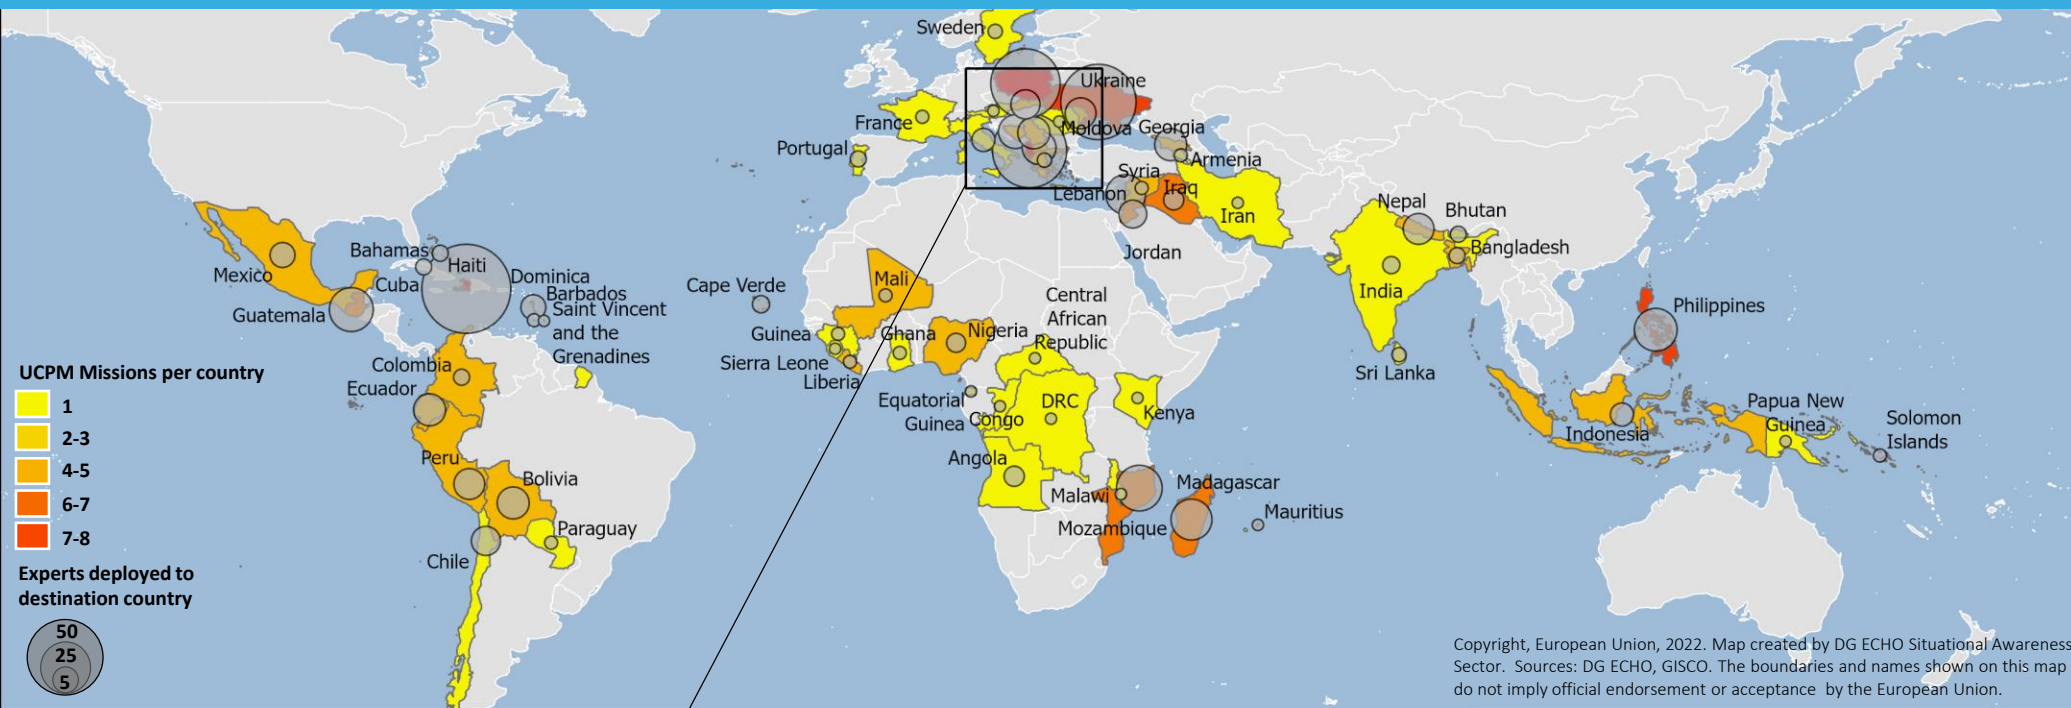 Sweden
Ukraine
France
Moldova
Georgia
Portugal
Armenia
Syria
Lebanon
Iraq
Iran
Nepal
Bhutan
Jordan
Bangladesh
Bahamas
Haiti
Mexico
Cuba
Dominica
Barbados
Saint Vincent
and the
Grenadines
Guatemala
Cape Verde
Mali
Central
African
Republic
India
Philippines
Guinea
Ghana
Nigeria
Sierra Leone
Liberia
Sri Lanka
Colombia
Ecuador
Equatorial
Guinea
Congo
DRC
Kenya
Papua New
Guinea
Solomon
Islands
Indonesia
Peru
Bolivia
Angola
Malawi
Madagascar
Mozambique
Mauritius
Paraguay
Chile
UCPM Missions per country
1
2-3
4-5
6-7
7-8
Experts deployed to
destination country
50
25
5
Copyright, European Union, 2022. Map created by DG ECHO Situational Awareness
Sector. Sources: DG ECHO, GISCO. The boundaries and names shown on this map
do not imply official endorsement or acceptance by the European Union.